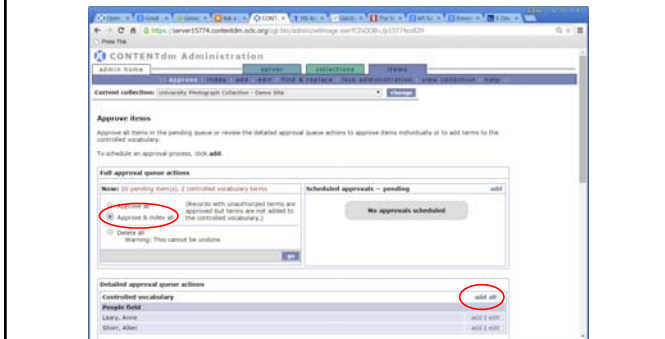 https://server15774.contentdm.oclc.org/cgi-bin/admin/
Press This
CONTENTdm Administration
admin home
server
collections
items
:: approve index add edit find & replace lock administration view collection help ::
Current collection: University Photograph Collection - Demo Site
change
Approve items
Approve all items in the pending queue or review the detailed approval queue actions to approve items individually or to add terms to the
controlled vocabulary.
To schedule an approval process, click add.
Full approval queue actions
Now: 20 pending item(s), 2 controlled vocabulary terms
Scheduled approvals — pending
add
Approve all
(Records with unauthorized terms are
approved but terms are not added to
the controlled vocabulary.)
Approve & index all
No approvals scheduled
Delete all
Warning: This cannot be undone.
go
Detailed approval queue actions
Controlled vocabulary
add all
People field
Leary, Anne
add | edit
Shorr, Allen
add | edit